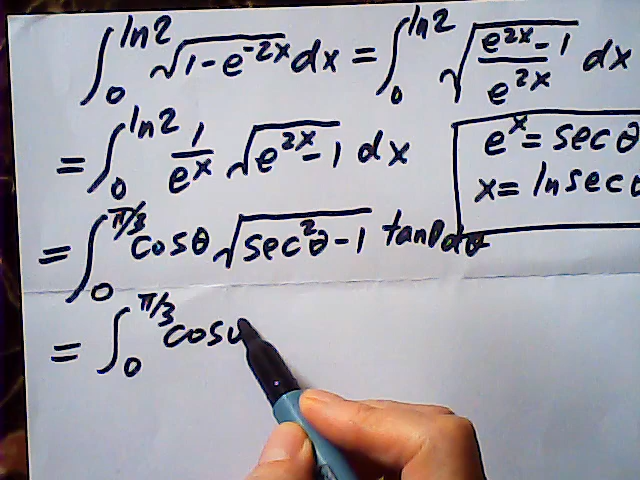 ∫₀^{ln2} √(1-e^{-2x}) dx = ∫₀^{ln2} √((e^{2x}-1)/e^{2x}) dx
= ∫₀^{ln2} 1/e^x √(e^{2x}-1) dx
e^x = secθ
x = ln sec
= ∫₀^{π/3} cosθ √(sec²θ-1) tanθ dθ
= ∫₀^{π/3} cos